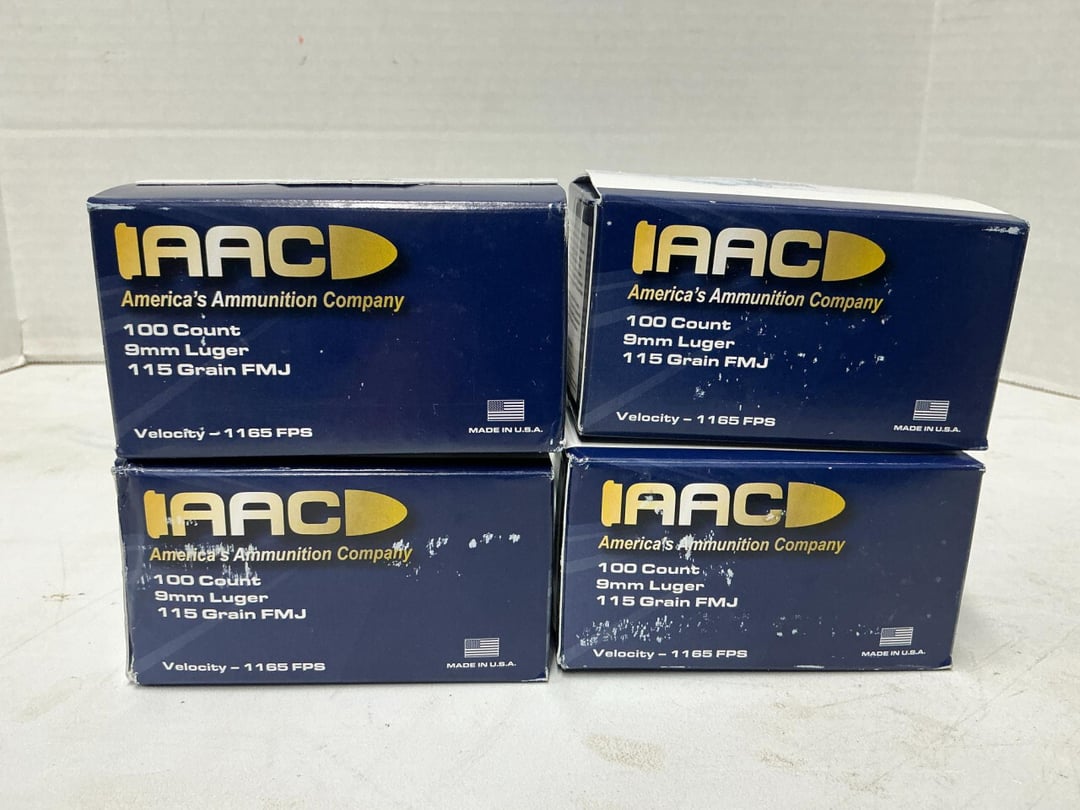 AAC
America's Ammunition Company
100 Count
9mm Luger
115 Grain FMJ
Velocity – 1165 FPS
MADE IN U.S.A.
AAC
America's Ammunition Company
100 Count
9mm Luger
115 Grain FMJ
Velocity – 1165 FPS
MADE IN U.S.A.
AAC
America's Ammunition Company
100 Count
9mm Luger
115 Grain FMJ
Velocity – 1165 FPS
MADE IN U.S.A.
AAC
America's Ammunition Company
100 Count
9mm Luger
115 Grain FMJ
Velocity – 1165 FPS
MADE IN U.S.A.